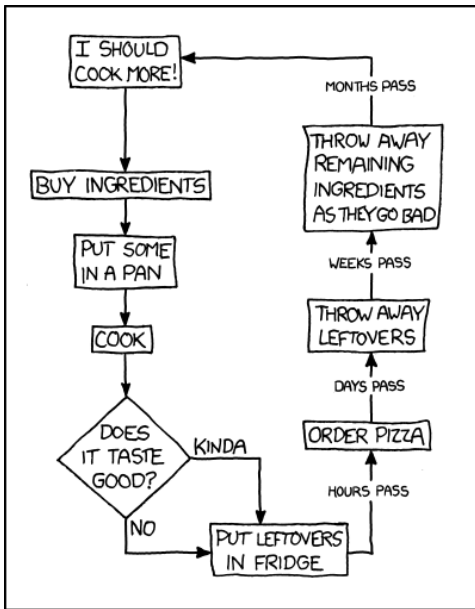 I SHOULD
COOK MORE!
BUY INGREDIENTS
PUT SOME
IN A PAN
COOK
DOES
IT TASTE
GOOD?
KINDA
NO
PUT LEFTOVERS
IN FRIDGE
HOURS PASS
ORDER PIZZA
DAYS PASS
THROW AWAY
LEFTOVERS
WEEKS PASS
THROW AWAY
REMAINING
INGREDIENTS
AS THEY GO BAD
MONTHS PASS